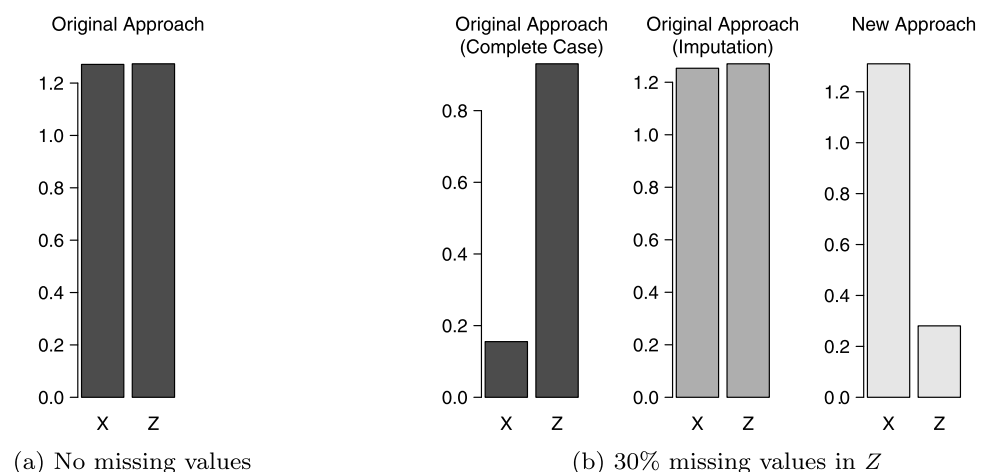 Original Approach
1.2
1.0
0.8
0.6
0.4
0.2
0.0
X Z
(a) No missing values
Original Approach
(Complete Case)
0.8
0.6
0.4
0.2
0.0
X Z
Original Approach
(Imputation)
1.2
1.0
0.8
0.6
0.4
0.2
0.0
X Z
New Approach
1.2
1.0
0.8
0.6
0.4
0.2
0.0
X Z
(b) 30% missing values in Z